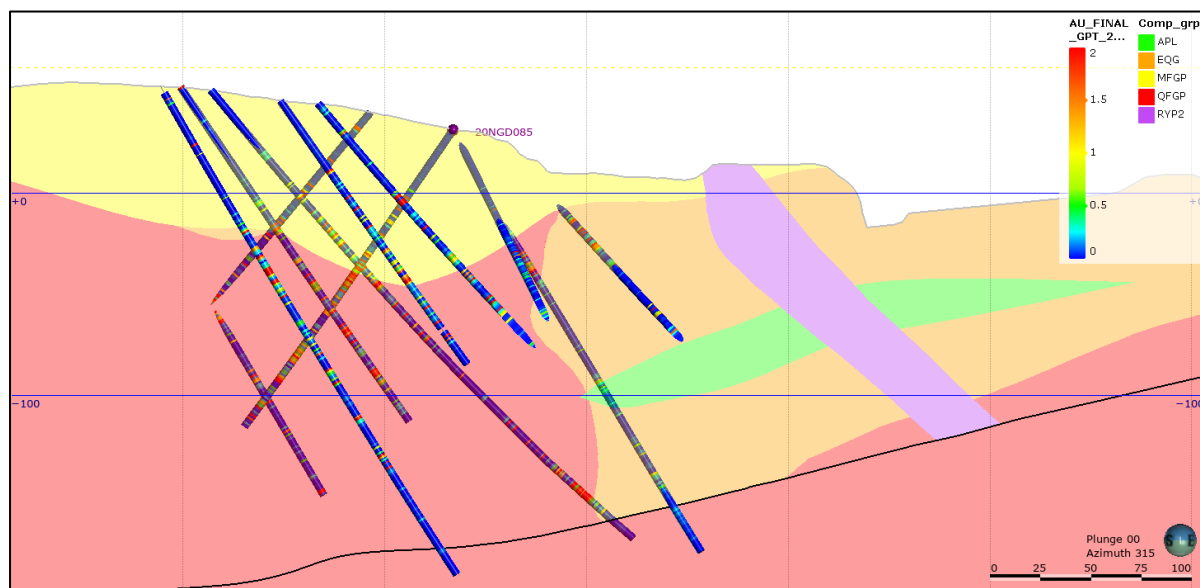 AU_FINAL
_GPT_2...
2
1.5
1
0.5
0
Comp_grp
APL
EQG
MFGP
QFGP
RYP2
20NGD085
+0
-100
-100
Plunge 00
Azimuth 315
0 25 50 75 100